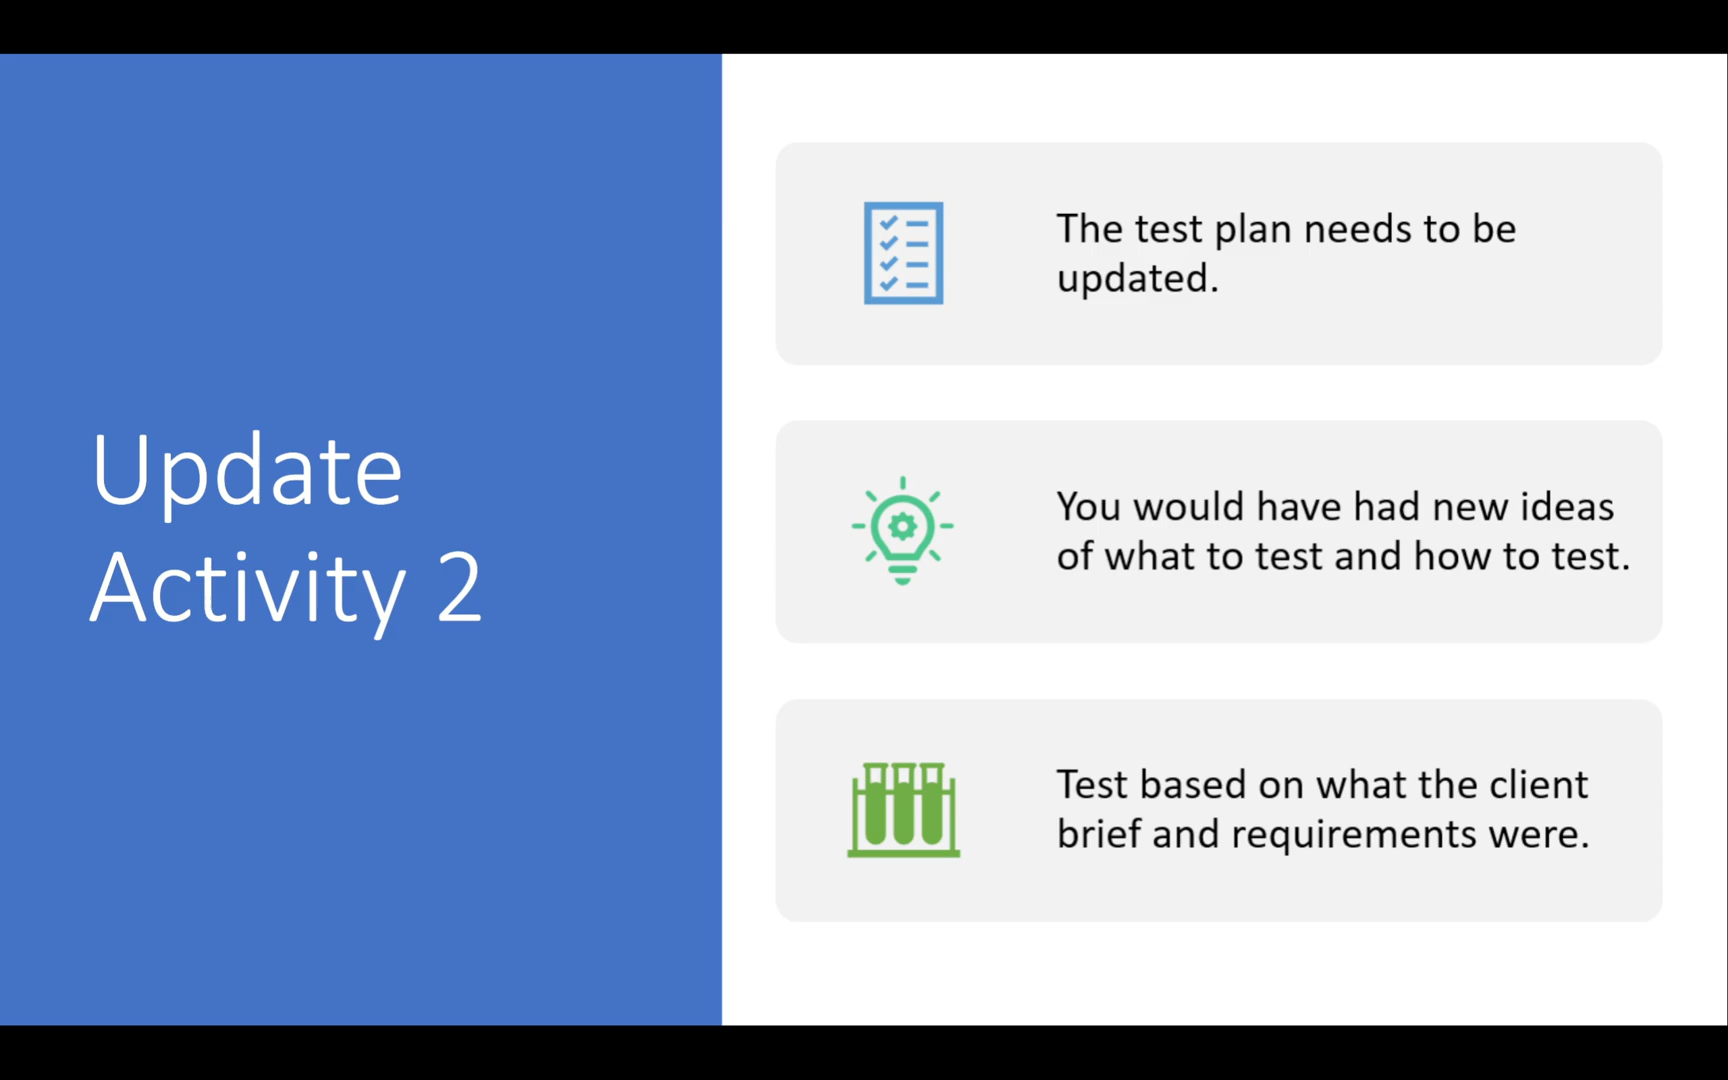 Update
Activity 2
The test plan needs to be
updated.
You would have had new ideas
of what to test and how to test.
Test based on what the client
brief and requirements were.